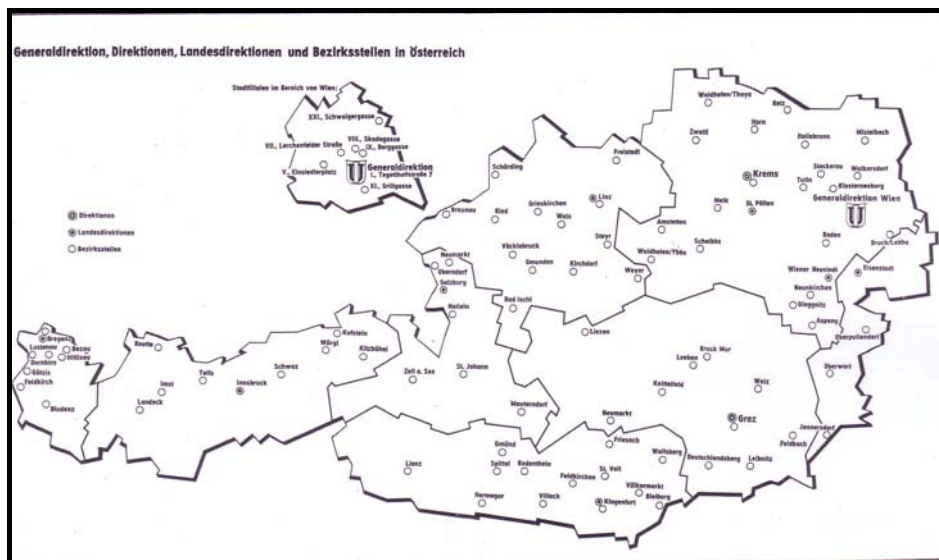 Generaldirektion, Direktionen, Landesdirektionen und Bezirksstellen in Österreich
Stadtfilialen im Bereich von Wien:
XXI., Schwaigergasse
VIII., Skodagasse
VII., Lerchenfelder Straße
IX., Berggasse
V., Einsiedlerplatz
Generaldirektion
I., Tegetthoffstraße 7
XI., Grillgasse
Direktionen
Landesdirektionen
Bezirksstellen
Waidhofen/Thaya
Retz
Zwettl
Horn
Hollabrunn
Mistelbach
Freistadt
Schärding
Krems
Stockerau
Wolkersdorf
Tulln
Klosterneuburg
Linz
Generaldirektion Wien
Braunau
Ried
Grieskirchen
Wels
Melk
St. Pölten
Amstetten
Steyr
Scheibbs
Baden
Bruck/Leitha
Vöcklabruck
Waidhofen/Ybbs
Neumarkt
Oberndorf
Gmunden
Kirchdorf
Weyer
Wiener Neustadt
Eisenstadt
Salzburg
Neunkirchen
Hallein
Bad Ischl
Gloggnitz
Aspang
Oberpullendorf
Liezen
Kufstein
Wörgl
Kitzbühel
Bregenz
Reutte
Lustenau
Bezau
Hittisau
Dornbirn
Götzis
Feldkirch
Bludenz
Bruck Mur
Leoben
Oberwart
Zell a. See
St. Johann
Schwaz
Telfs
Imst
Innsbruck
Landeck
Knittelfeld
Weiz
Mauterndorf
Neumarkt
Graz
Jennersdorf
Feldbach
Friesach
Gmünd
Wolfsberg
Deutschlandsberg
Leibnitz
Lienz
Spittal
Radenthein
Feldkirchen
St. Veit
Völkermarkt
Hermagor
Villach
Klagenfurt
Bleiburg